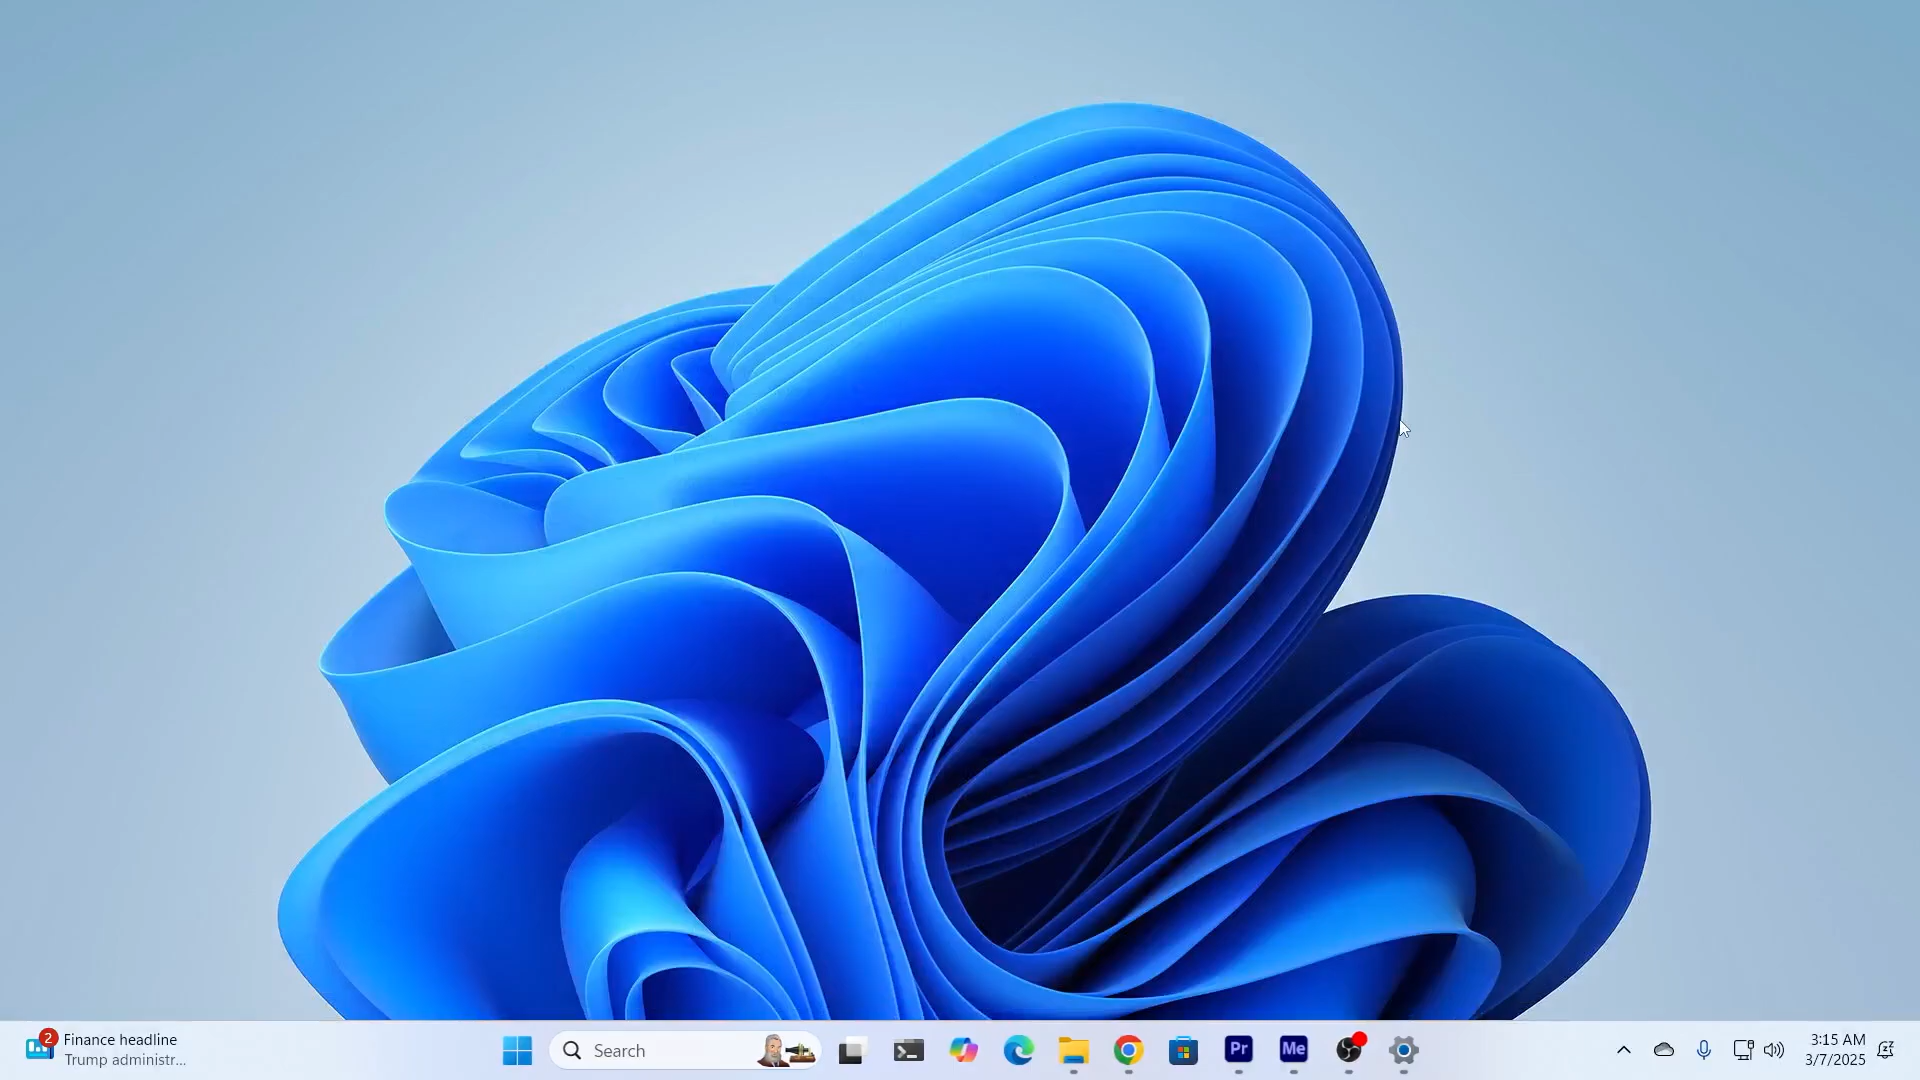 2
Finance headline
Trump administr...
Search
Pr
Me
3:15 AM
3/7/2025